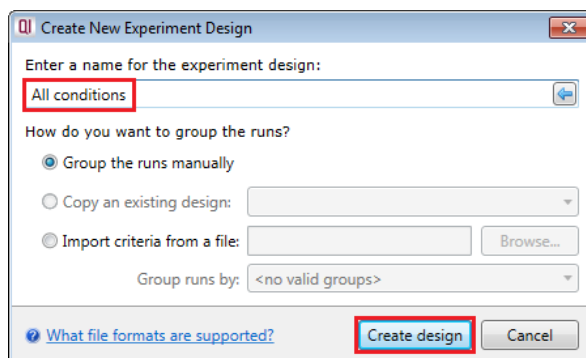 QI Create New Experiment Design
Enter a name for the experiment design:
All conditions
How do you want to group the runs?
Group the runs manually
Copy an existing design:
Import criteria from a file: Browse...
Group runs by: <no valid groups>
? What file formats are supported? Create design Cancel